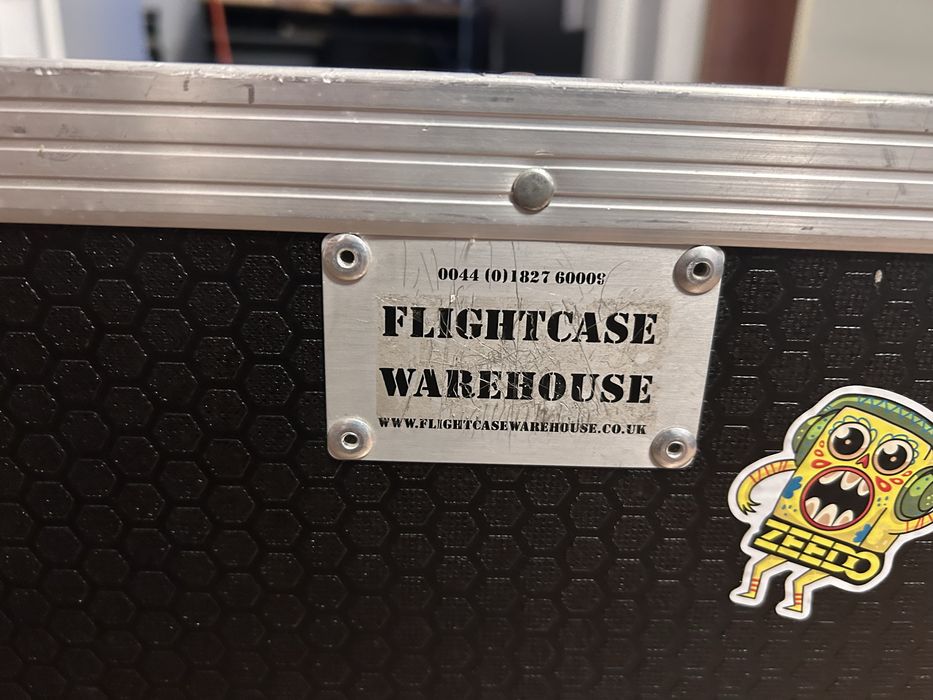 0044 (0)1827 60009
FLIGHTCASE
WAREHOUSE
WWW.FLIGHTCASEWAREHOUSE.CO.UK
ZEEDO